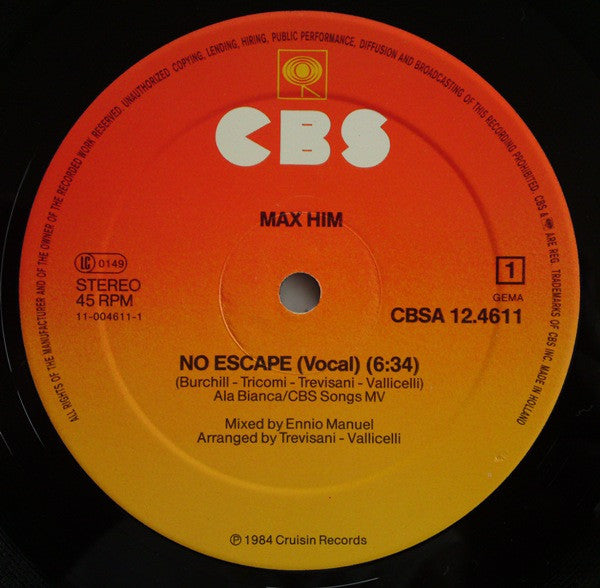 ALL RIGHTS OF THE MANUFACTURER AND OF THE OWNER OF THE RECORDED WORK RESERVED. UNAUTHORIZED COPYING, LENDING, HIRING, PUBLIC PERFORMANCE, DIFFUSION AND BROADCASTING OF THIS RECORDING PROHIBITED. CBS & ARE REG. TRADEMARKS OF CBS INC. MADE IN HOLLAND
CBS
MAX HIM
LC 0149
STEREO
45 RPM
11-004611-1
1
GEMA
CBSA 12.4611
NO ESCAPE (Vocal) (6:34)
(Burchill - Tricomi - Trevisani - Vallicelli)
Ala Bianca/CBS Songs MV
Mixed by Ennio Manuel
Arranged by Trevisani - Vallicelli
℗ 1984 Cruisin Records